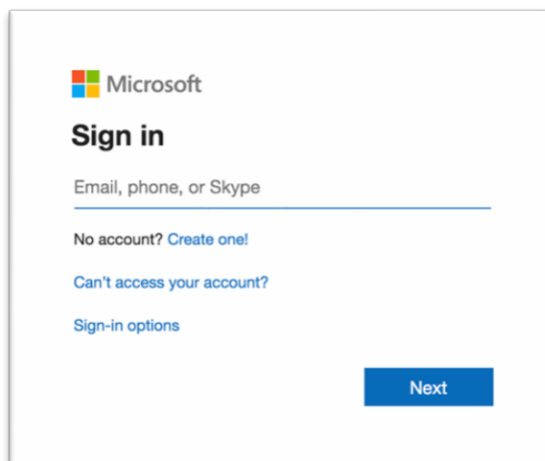 Microsoft
Sign in
Email, phone, or Skype
No account? Create one!
Can't access your account?
Sign-in options
Next